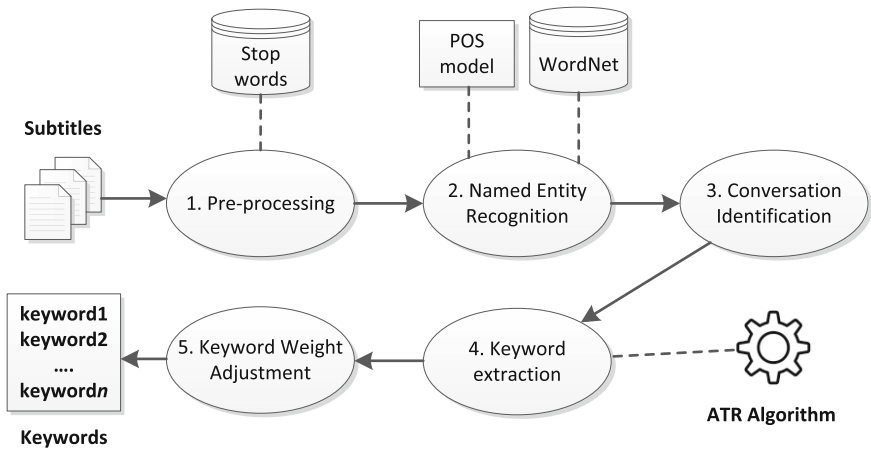 Stop
words
POS
model
WordNet
Subtitles
1. Pre-processing
2. Named Entity
Recognition
3. Conversation
Identification
keyword1
keyword2
....
keywordn
Keywords
5. Keyword Weight
Adjustment
4. Keyword
extraction
ATR Algorithm